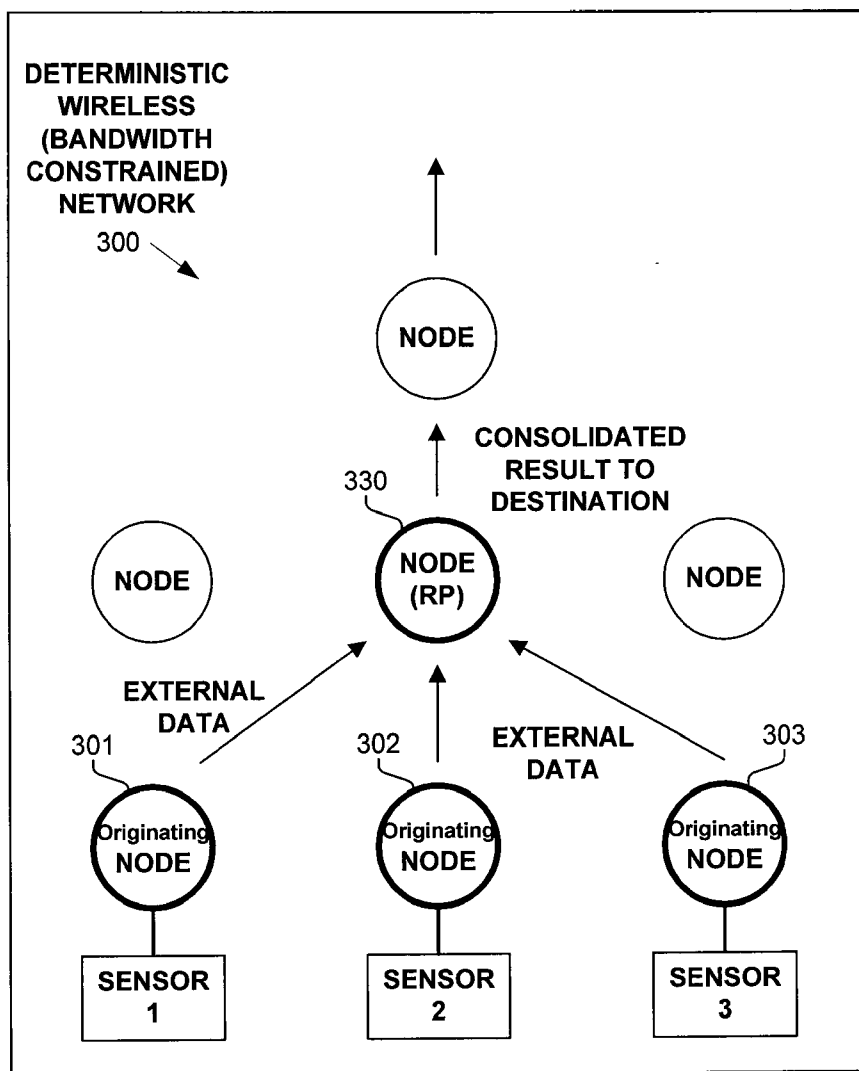 DETERMINISTIC
WIRELESS
(BANDWIDTH
CONSTRAINED)
NETWORK
300
NODE
CONSOLIDATED
RESULT TO
DESTINATION
330
NODE
NODE
(RP)
NODE
EXTERNAL
DATA
EXTERNAL
DATA
301
302
303
Originating
NODE
Originating
NODE
Originating
NODE
SENSOR
1
SENSOR
2
SENSOR
3